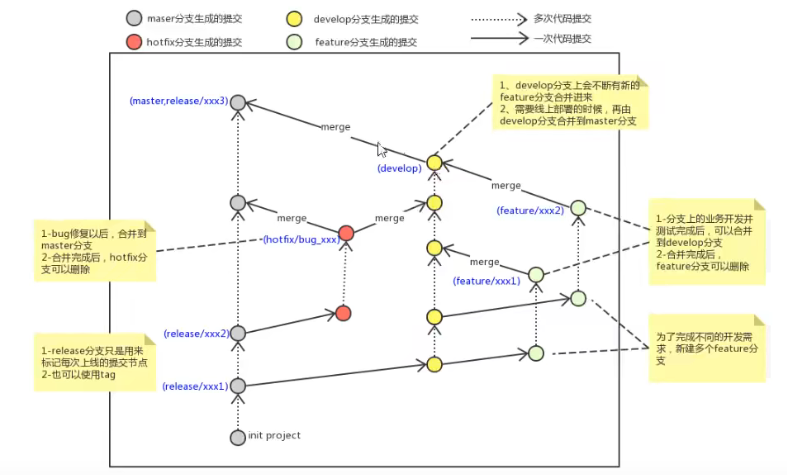 maser分支生成的提交
develop分支生成的提交
多次代码提交
hotfix分支生成的提交
feature分支生成的提交
一次代码提交
1、develop分支上会不断有新的
feature分支合并进来
2、需要线上部署的时候，再由
develop分支合并到master分支
(master,release/xxx3)
merge
(develop)
merge
(feature/xxx2)
merge
merge
1-分支上的业务开发并
测试完成后，可以合并
到develop分支
2-合并完成后，
feature分支可以删除
1-bug修复以后，合并到
master分支
2-合并完成后，hotfix分
支可以删除
(hotfix/bug_xxx)
merge
(feature/xxx1)
(release/xxx2)
1-release分支只是用来
标记每次上线的提交节点
2-也可以使用tag
为了完成不同的开发需
求，新建多个feature分
支
(release/xxx1)
init project